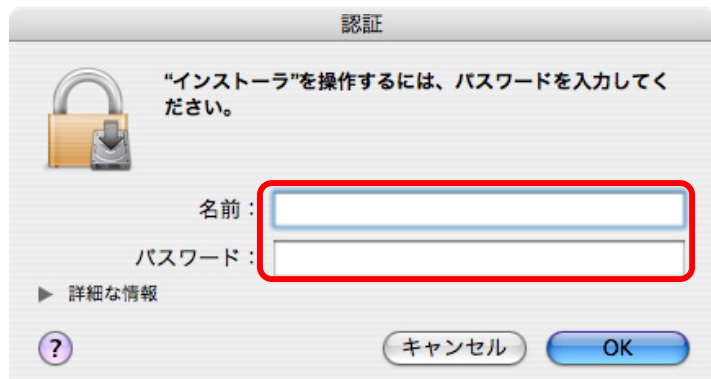 認証
“インストーラ”を操作するには、パスワードを入力してく
ださい。
名前：
パスワード：
▶ 詳細な情報
? キャンセル OK